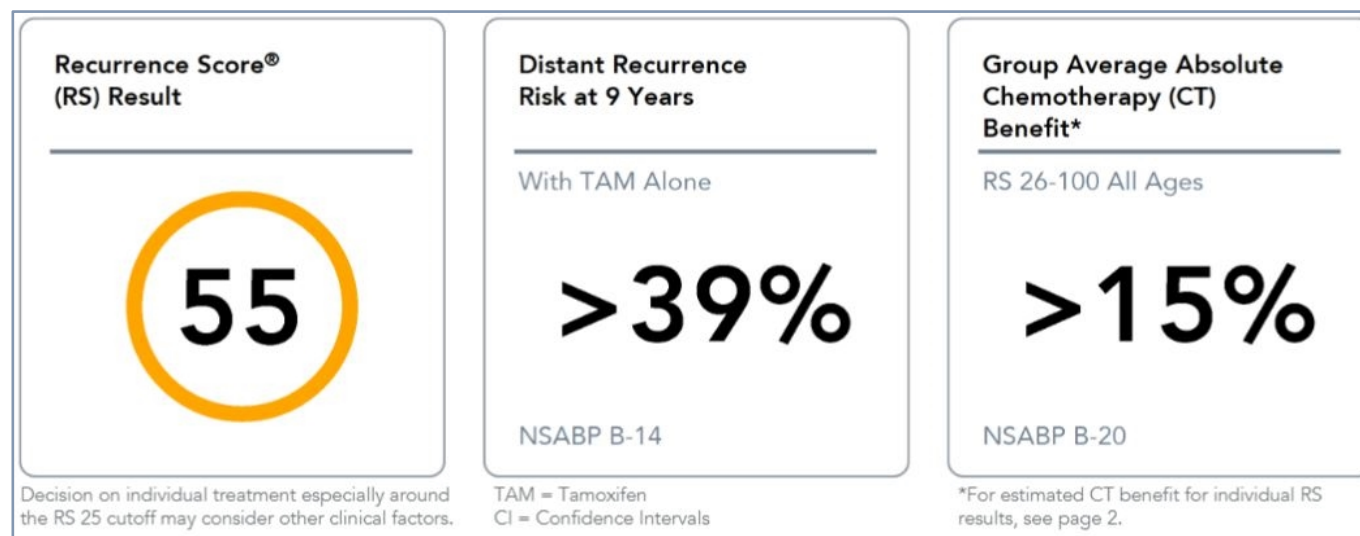 Recurrence Score®
(RS) Result
55
Decision on individual treatment especially around
the RS 25 cutoff may consider other clinical factors.
Distant Recurrence
Risk at 9 Years
With TAM Alone
>39%
NSABP B-14
TAM = Tamoxifen
CI = Confidence Intervals
Group Average Absolute
Chemotherapy (CT)
Benefit*
RS 26-100 All Ages
>15%
NSABP B-20
*For estimated CT benefit for individual RS
results, see page 2.